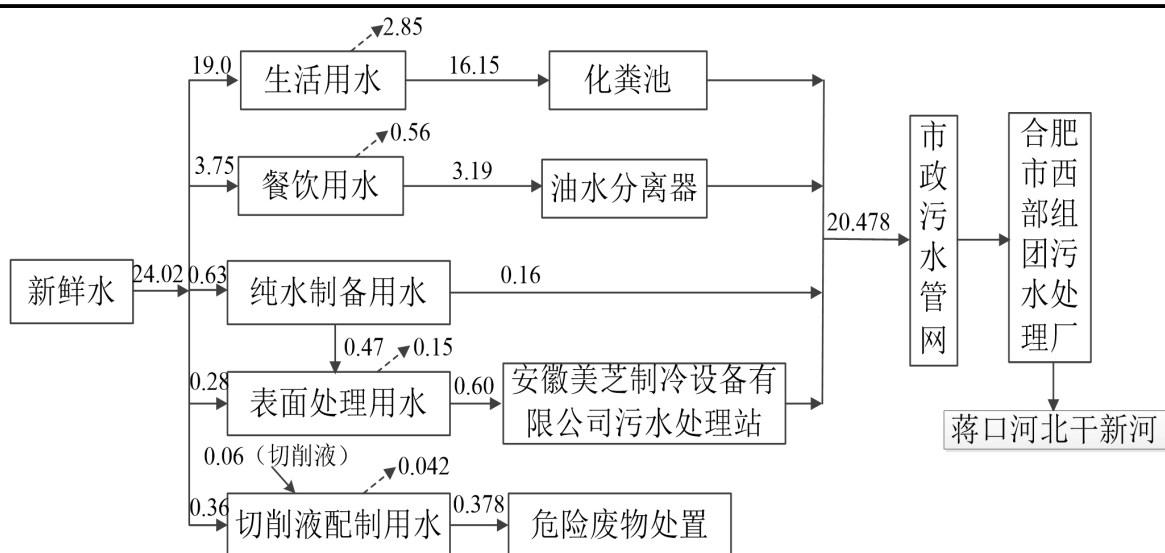 2.85
19.0
生活用水
16.15
化粪池
0.56
3.75
餐饮用水
3.19
油水分离器
新鲜水
24.02
0.63
纯水制备用水
0.16
0.47
0.15
0.28
表面处理用水
0.60
安徽美芝制冷设备有
限公司污水处理站
0.06（切削液）
0.042
0.36
切削液配制用水
0.378
危险废物处置
20.478
市
政
污
水
管
网
合肥
市西
部组
团污
水处
理厂
蒋口河北干新河